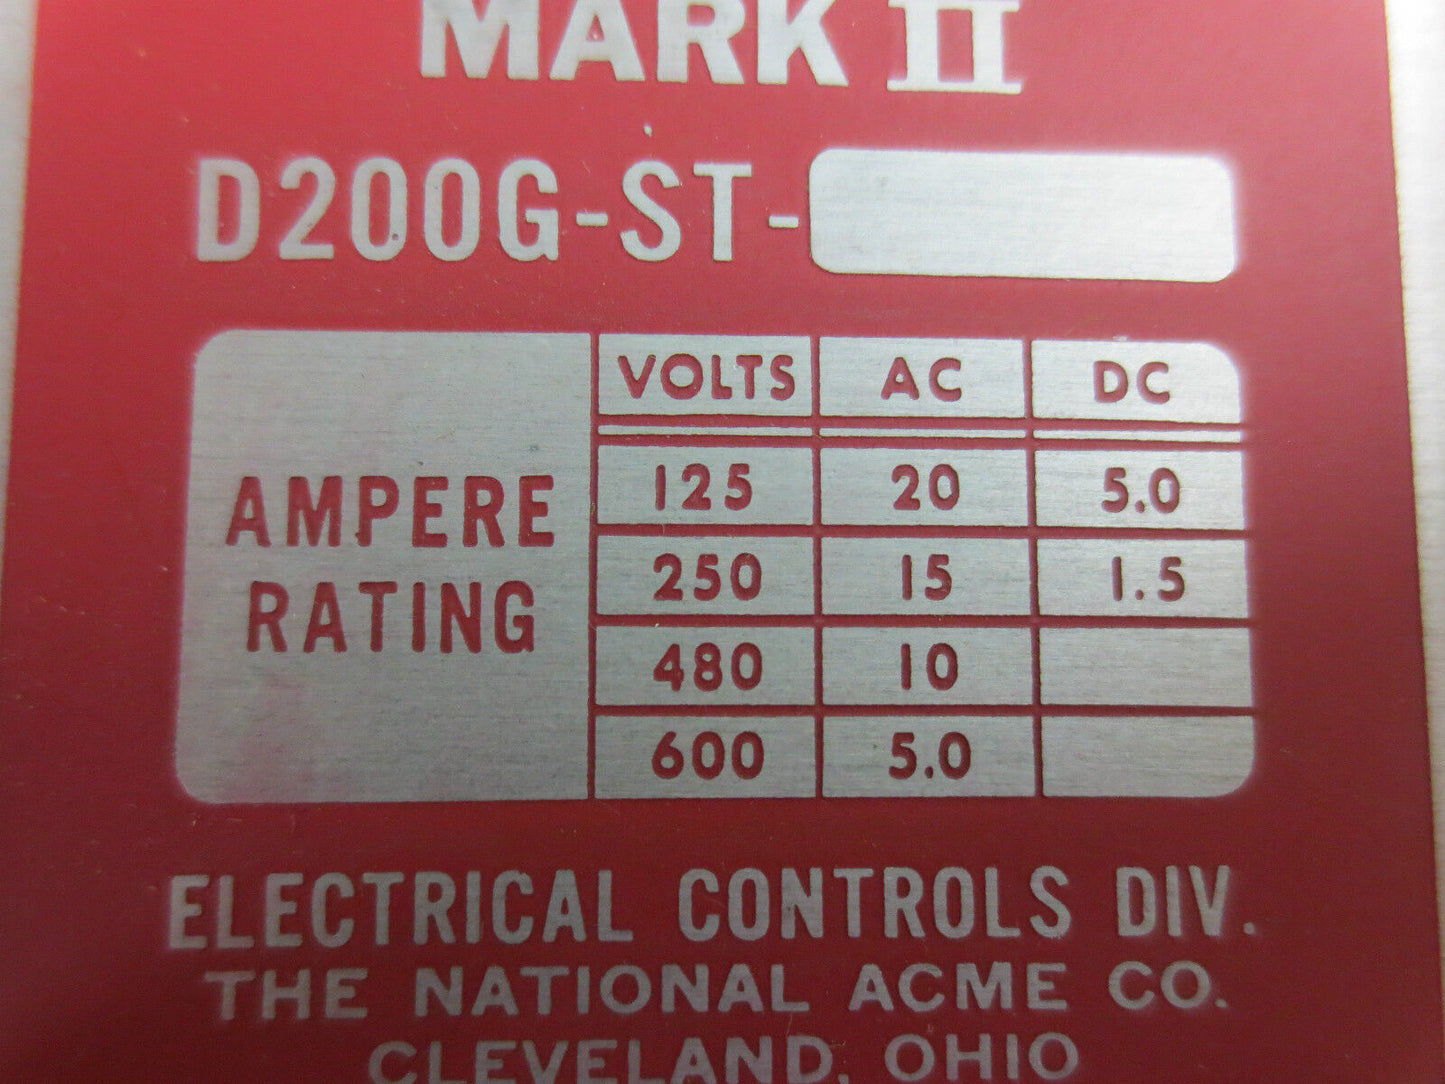 MARK II
D200G-ST-
VOLTS AC DC
AMPERE RATING
125 20 5.0
250 15 1.5
480 10
600 5.0
ELECTRICAL CONTROLS DIV.
THE NATIONAL ACME CO.
CLEVELAND, OHIO